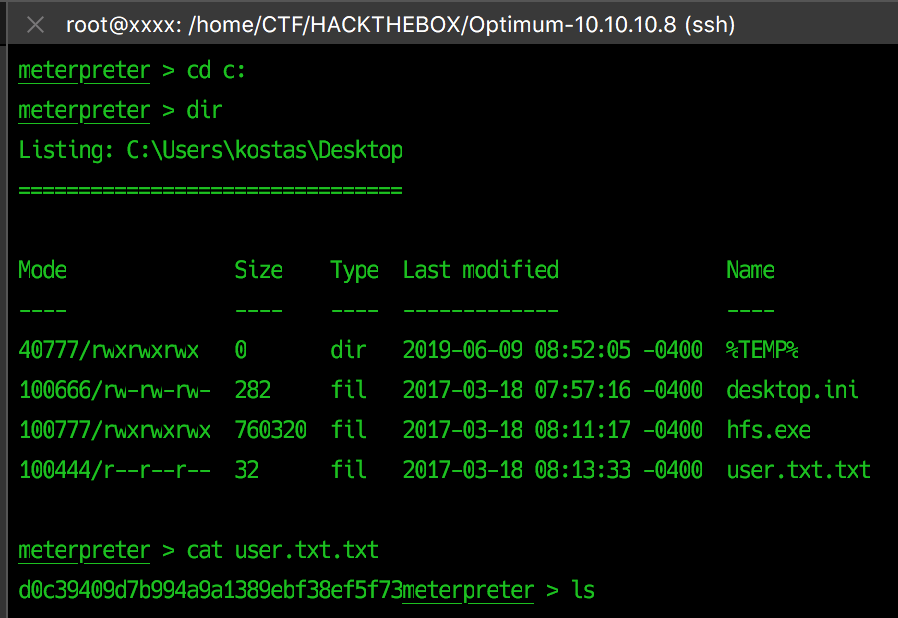 root@xxxx: /home/CTF/HACKTHEBOX/Optimum-10.10.10.8 (ssh)
meterpreter > cd c:
meterpreter > dir
Listing: C:\Users\kostas\Desktop
================================
Mode              Size    Type  Last modified              Name
----              ----    ----  -------------              ----
40777/rwxrwxrwx   0       dir   2019-06-09 08:52:05 -0400  %TEMP%
100666/rw-rw-rw-  282     fil   2017-03-18 07:57:16 -0400  desktop.ini
100777/rwxrwxrwx  760320  fil   2017-03-18 08:11:17 -0400  hfs.exe
100444/r--r--r--  32      fil   2017-03-18 08:13:33 -0400  user.txt.txt
meterpreter > cat user.txt.txt
d0c39409d7b994a9a1389ebf38ef5f73meterpreter > ls